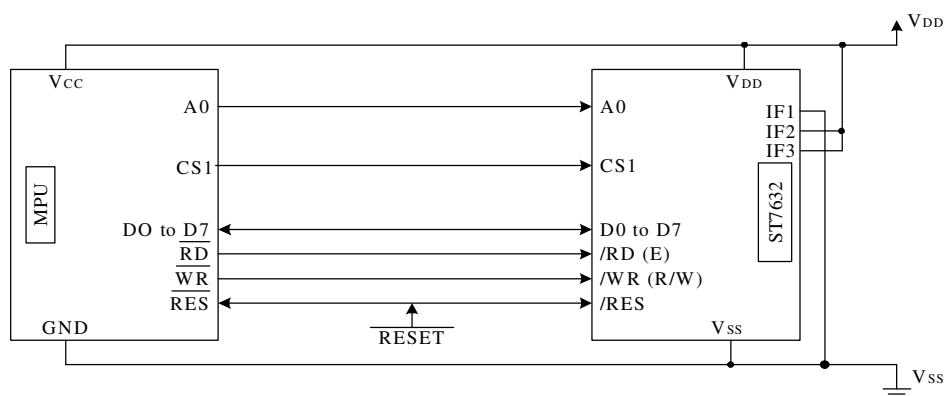 VDD
VCC
VDD
A0
A0
IF1
IF2
IF3
CS1
CS1
MPU
ST7632
DO to D7
D0 to D7
RD
/RD (E)
WR
/WR (R/W)
RES
/RES
GND
RESET
VSS
VSS